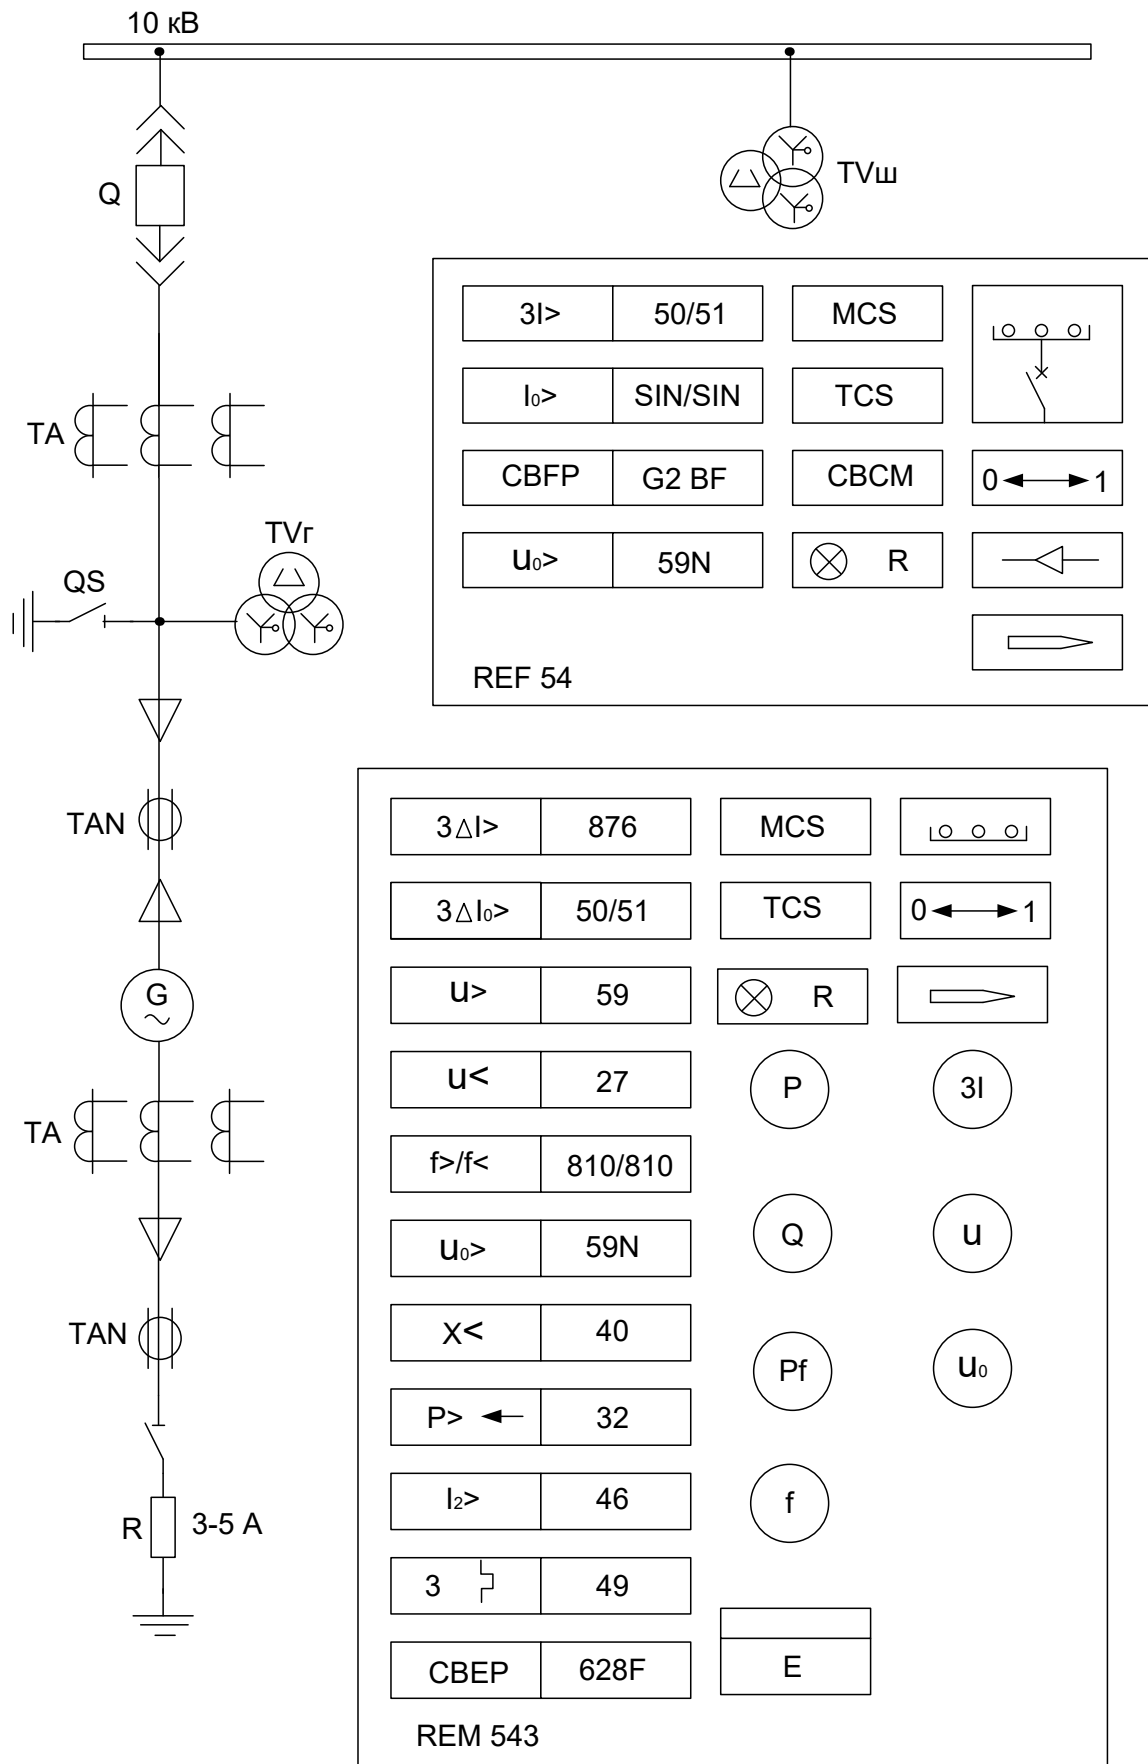 10 кВ
Q
TVш
3I> 50/51 MCS
TA
I0> SIN/SIN TCS
CBFP G2 BF CBCM 0 1
TVг
u0> 59N R
QS
REF 54
TAN
3△I> 876 MCS
3△I0> 50/51 TCS 0 1
G
~
u> 59 R
u< 27 P 3I
TA
f>/f< 810/810
u0> 59N Q u
TAN
X< 40
Pf u0
P> 32
I2> 46 f
R 3-5 A
3 49
CBEP 628F E
REM 543